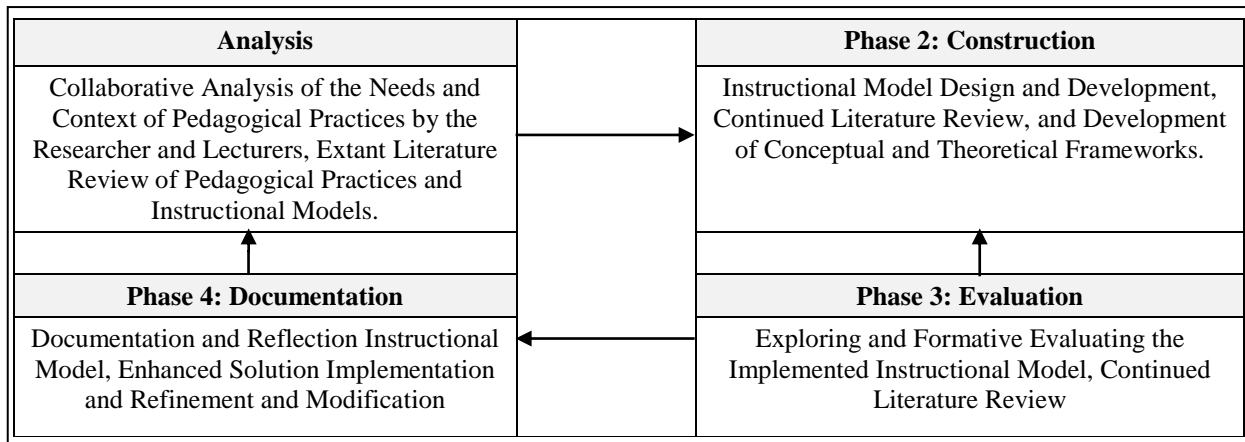 Analysis
Collaborative Analysis of the Needs and
Context of Pedagogical Practices by the
Researcher and Lecturers, Extant Literature
Review of Pedagogical Practices and
Instructional Models.
Phase 2: Construction
Instructional Model Design and Development,
Continued Literature Review, and Development
of Conceptual and Theoretical Frameworks.
Phase 4: Documentation
Documentation and Reflection Instructional
Model, Enhanced Solution Implementation
and Refinement and Modification
Phase 3: Evaluation
Exploring and Formative Evaluating the
Implemented Instructional Model, Continued
Literature Review